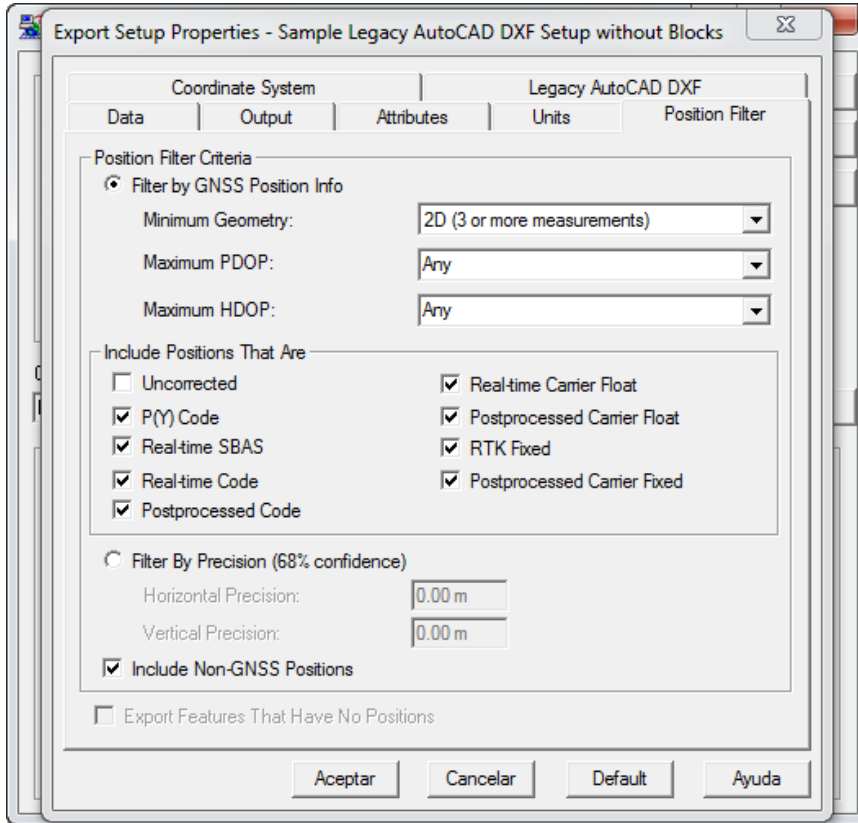 Export Setup Properties - Sample Legacy AutoCAD DXF Setup without Blocks
Coordinate System Legacy AutoCAD DXF
Data Output Attributes Units Position Filter
Position Filter Criteria
Filter by GNSS Position Info
Minimum Geometry: 2D (3 or more measurements)
Maximum PDOP: Any
Maximum HDOP: Any
Include Positions That Are
Uncorrected Real-time Carrier Float
P(Y) Code Postprocessed Carrier Float
Real-time SBAS RTK Fixed
Real-time Code Postprocessed Carrier Fixed
Postprocessed Code
Filter By Precision (68% confidence)
Horizontal Precision: 0.00 m
Vertical Precision: 0.00 m
Include Non-GNSS Positions
Export Features That Have No Positions
Aceptar Cancelar Default Ayuda